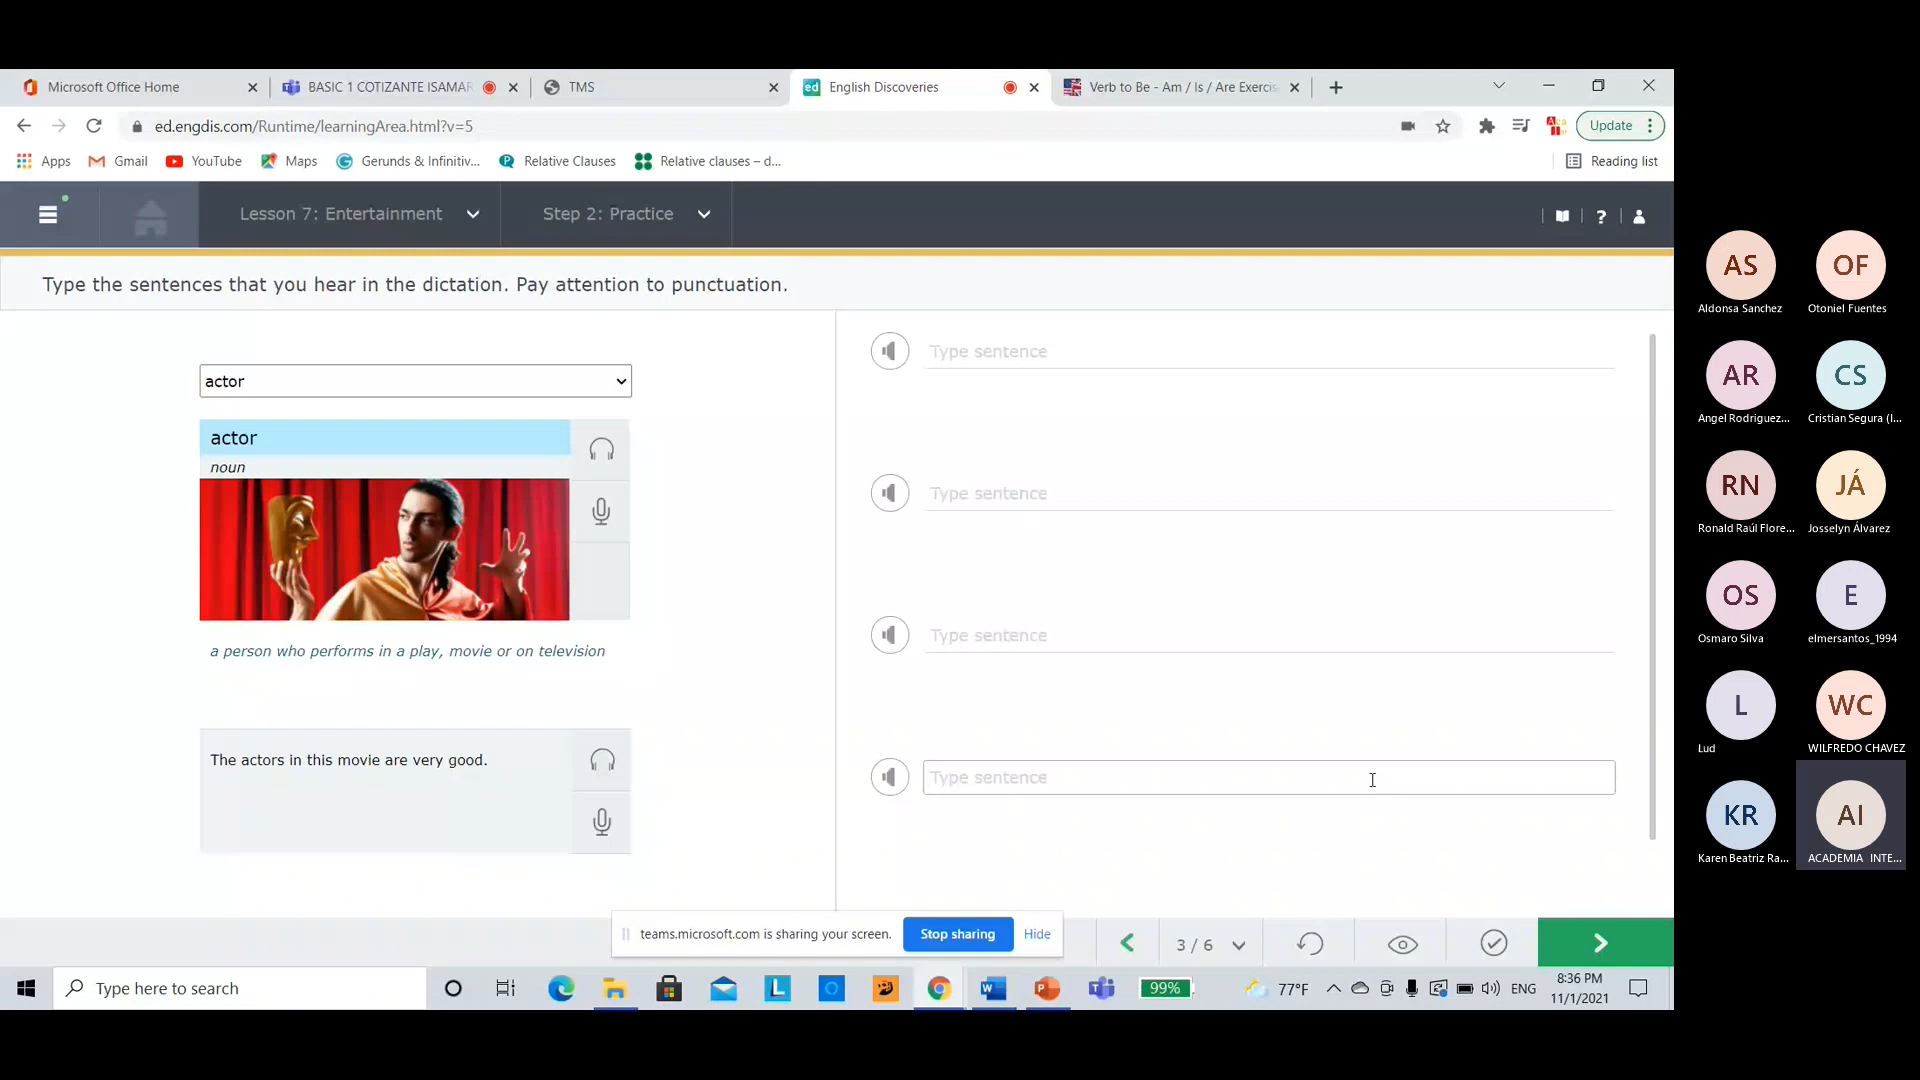 Microsoft Office Home
BASIC 1 COTIZANTE ISAMAR
TMS
English Discoveries
Verb to Be - Am / Is / Are Exercis
ed.engdis.com/Runtime/learningArea.html?v=5
Update
Apps
Gmail
YouTube
Maps
Gerunds & Infinitiv...
Relative Clauses
Relative clauses – d...
Reading list
Lesson 7: Entertainment
Step 2: Practice
?
Type the sentences that you hear in the dictation. Pay attention to punctuation.
actor
actor
noun
a person who performs in a play, movie or on television
The actors in this movie are very good.
Type sentence
Type sentence
Type sentence
Type sentence
teams.microsoft.com is sharing your screen.
Stop sharing
Hide
3 / 6
Type here to search
99%
77°F
ENG
8:36 PM
11/1/2021
AS
Aldonsa Sanchez
OF
Otoniel Fuentes
AR
Angel Rodriguez...
CS
Cristian Segura (I...
RN
Ronald Raúl Flore...
JÁ
Josselyn Álvarez
OS
Osmaro Silva
E
elmersantos_1994
L
Lud
WC
WILFREDO CHAVEZ
KR
Karen Beatriz Ra...
AI
ACADEMIA INTE...